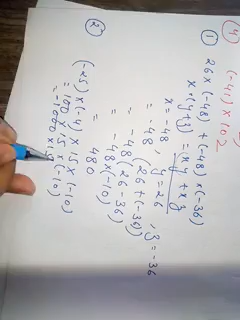 (4) (-41) × 102
① 26 × (-48) + (-48) × (-36)
x . (y + z) = x y + x z
x = -48, y = 26, z = -36
= -48 (26 + (-36))
= -48 (26 - 36)
= -48 × (-10)
= 480
② (-25) × (-4) × 15 × (-10)
= 100 × 15 × (-10)
= -1000 × 15